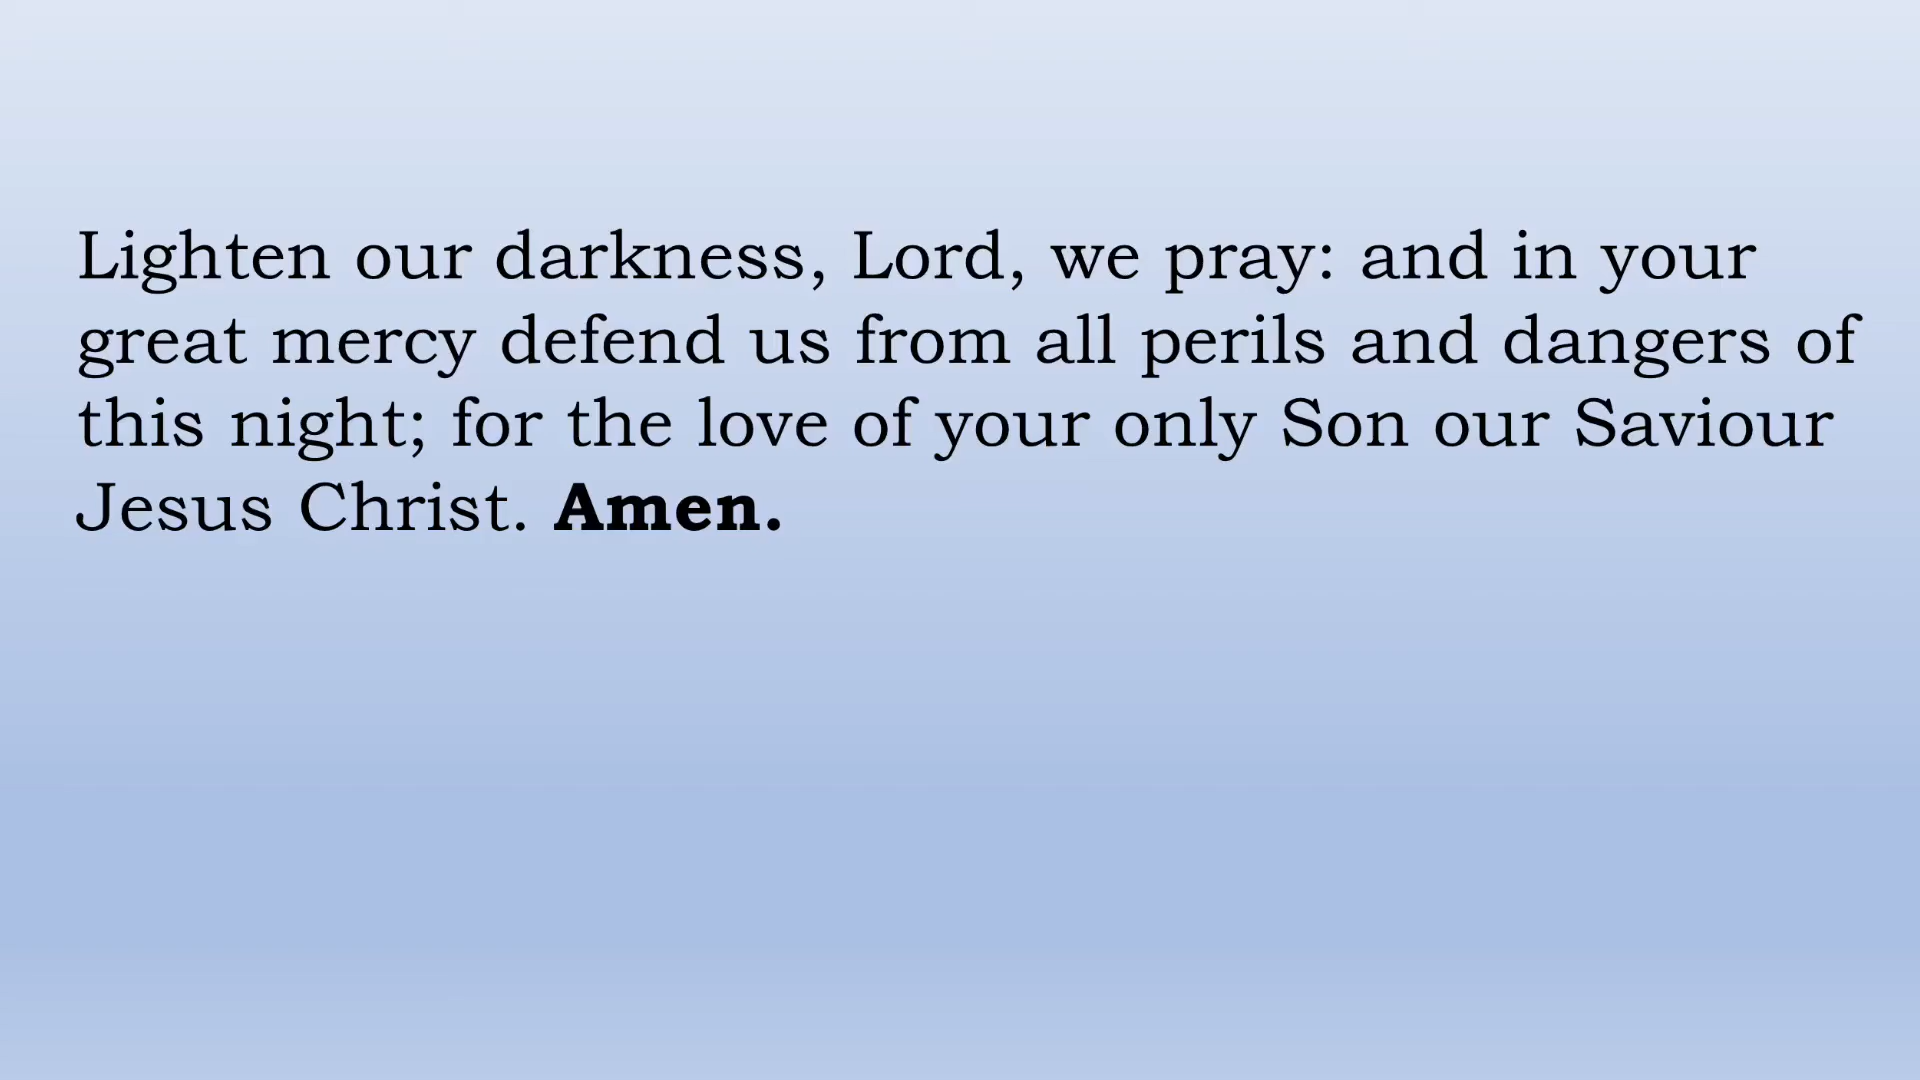 Lighten our darkness, Lord, we pray: and in your
great mercy defend us from all perils and dangers of
this night; for the love of your only Son our Saviour
Jesus Christ. Amen.